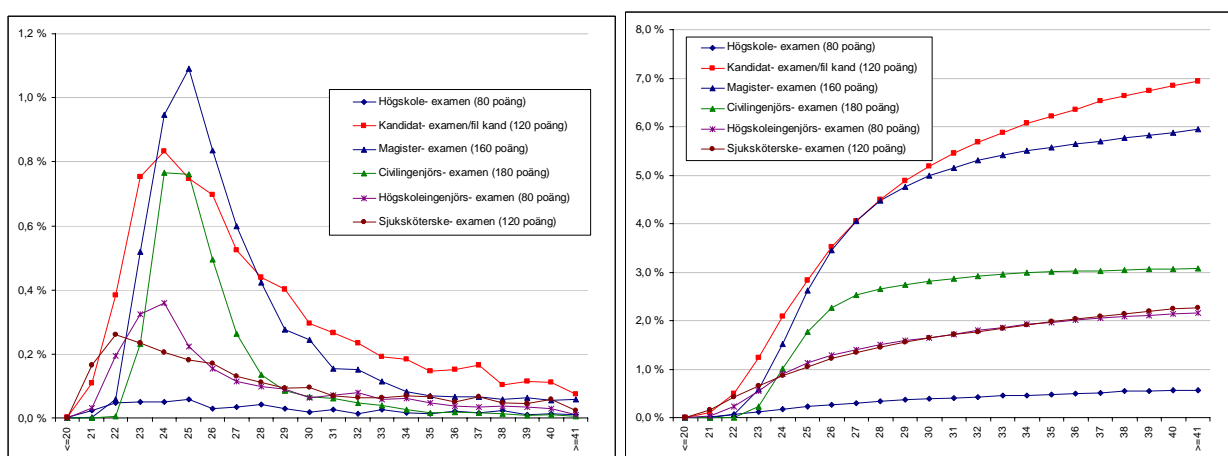 1,2 %
1,0 %
0,8 %
0,6 %
0,4 %
0,2 %
0,0 %
Högskole- examen (80 poäng)
Kandidat- examen/fil kand (120 poäng)
Magister- examen (160 poäng)
Civilingenjörs- examen (180 poäng)
Högskoleingenjörs- examen (80 poäng)
Sjuksköterske- examen (120 poäng)
<=20 21 22 23 24 25 26 27 28 29 30 31 32 33 34 35 36 37 38 39 40 >=41
8,0 %
7,0 %
6,0 %
5,0 %
4,0 %
3,0 %
2,0 %
1,0 %
0,0 %
Högskole- examen (80 poäng)
Kandidat- examen/fil kand (120 poäng)
Magister- examen (160 poäng)
Civilingenjörs- examen (180 poäng)
Högskoleingenjörs- examen (80 poäng)
Sjuksköterske- examen (120 poäng)
<=20 21 22 23 24 25 26 27 28 29 30 31 32 33 34 35 36 37 38 39 40 >=41